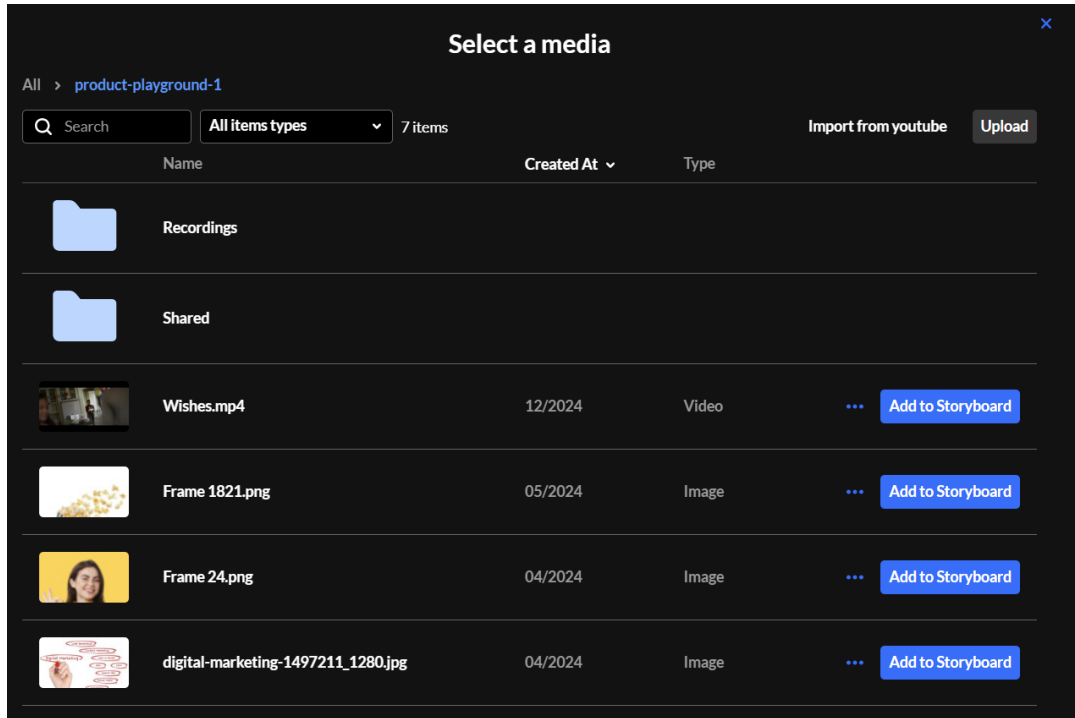 Select a media
All > product-playground-1
Search All items types 7 items Import from youtube Upload
Name Created At Type
Recordings
Shared
Wishes.mp4 12/2024 Video ••• Add to Storyboard
Frame 1821.png 05/2024 Image ••• Add to Storyboard
Frame 24.png 04/2024 Image ••• Add to Storyboard
digital-marketing-1497211_1280.jpg 04/2024 Image ••• Add to Storyboard